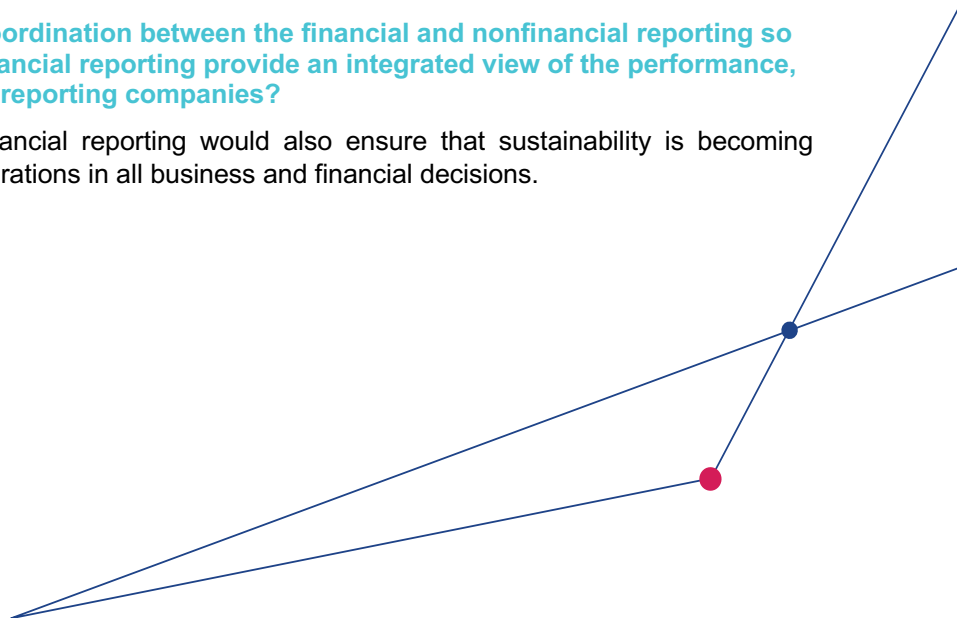 ordination between the financial and nonfinancial reporting so
ancial reporting provide an integrated view of the performance,
reporting companies?
ancial reporting would also ensure that sustainability is becoming
rations in all business and financial decisions.